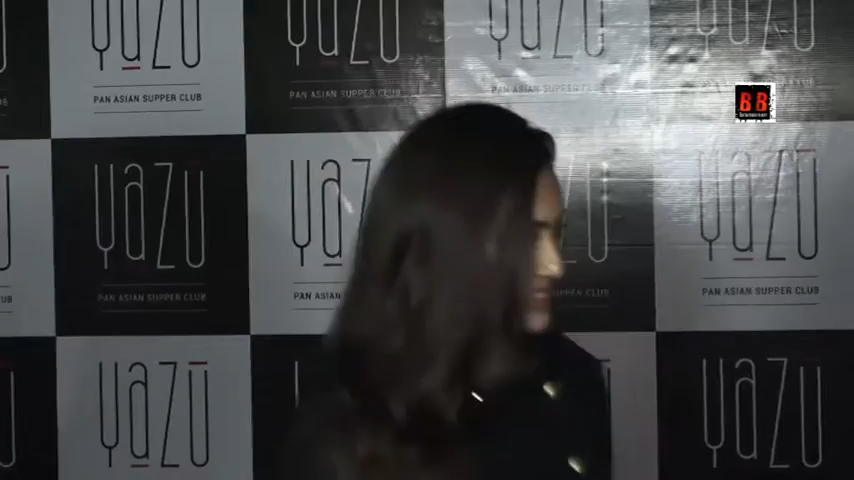 yazu yazu yazu yazu
PAN ASIAN SUPPER CLUB PAN ASIAN SUPPER CLUB PAN ASIAN SUPPER CLUB
BB
yazu yaz yazu
PAN ASIAN SUPPER CLUB PAN ASIAN SUPPER CLUB PAN ASIAN SUPPER CLUB
yazu yazu